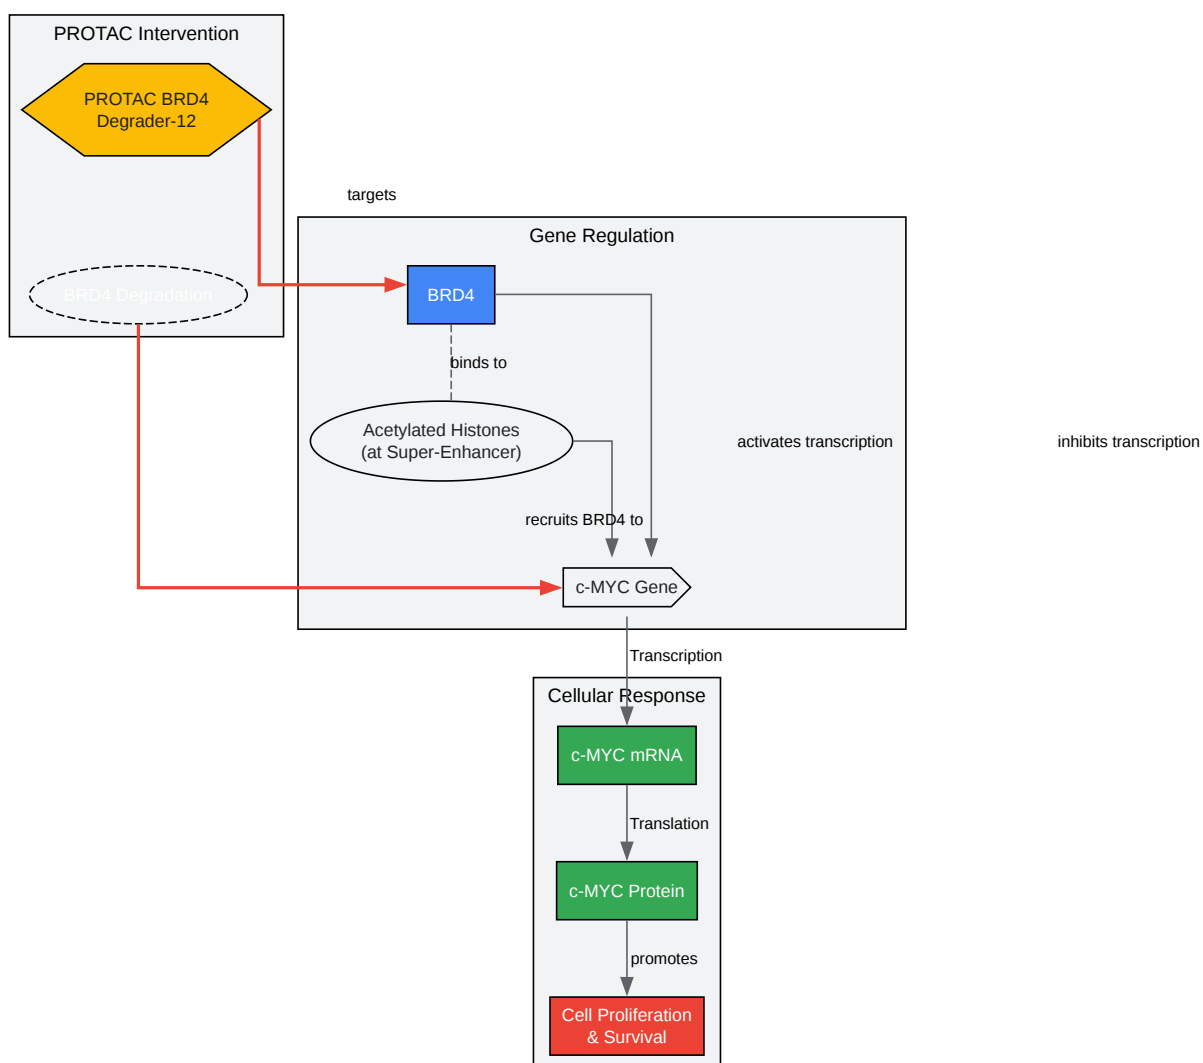 PROTAC Intervention
PROTAC BRD4
Degrader-12
targets
Gene Regulation
BRD4 Degradation
BRD4
binds to
Acetylated Histones
(at Super-Enhancer)
activates transcription
inhibits transcription
recruits BRD4 to
c-MYC Gene
Transcription
Cellular Response
c-MYC mRNA
Translation
c-MYC Protein
promotes
Cell Proliferation
& Survival